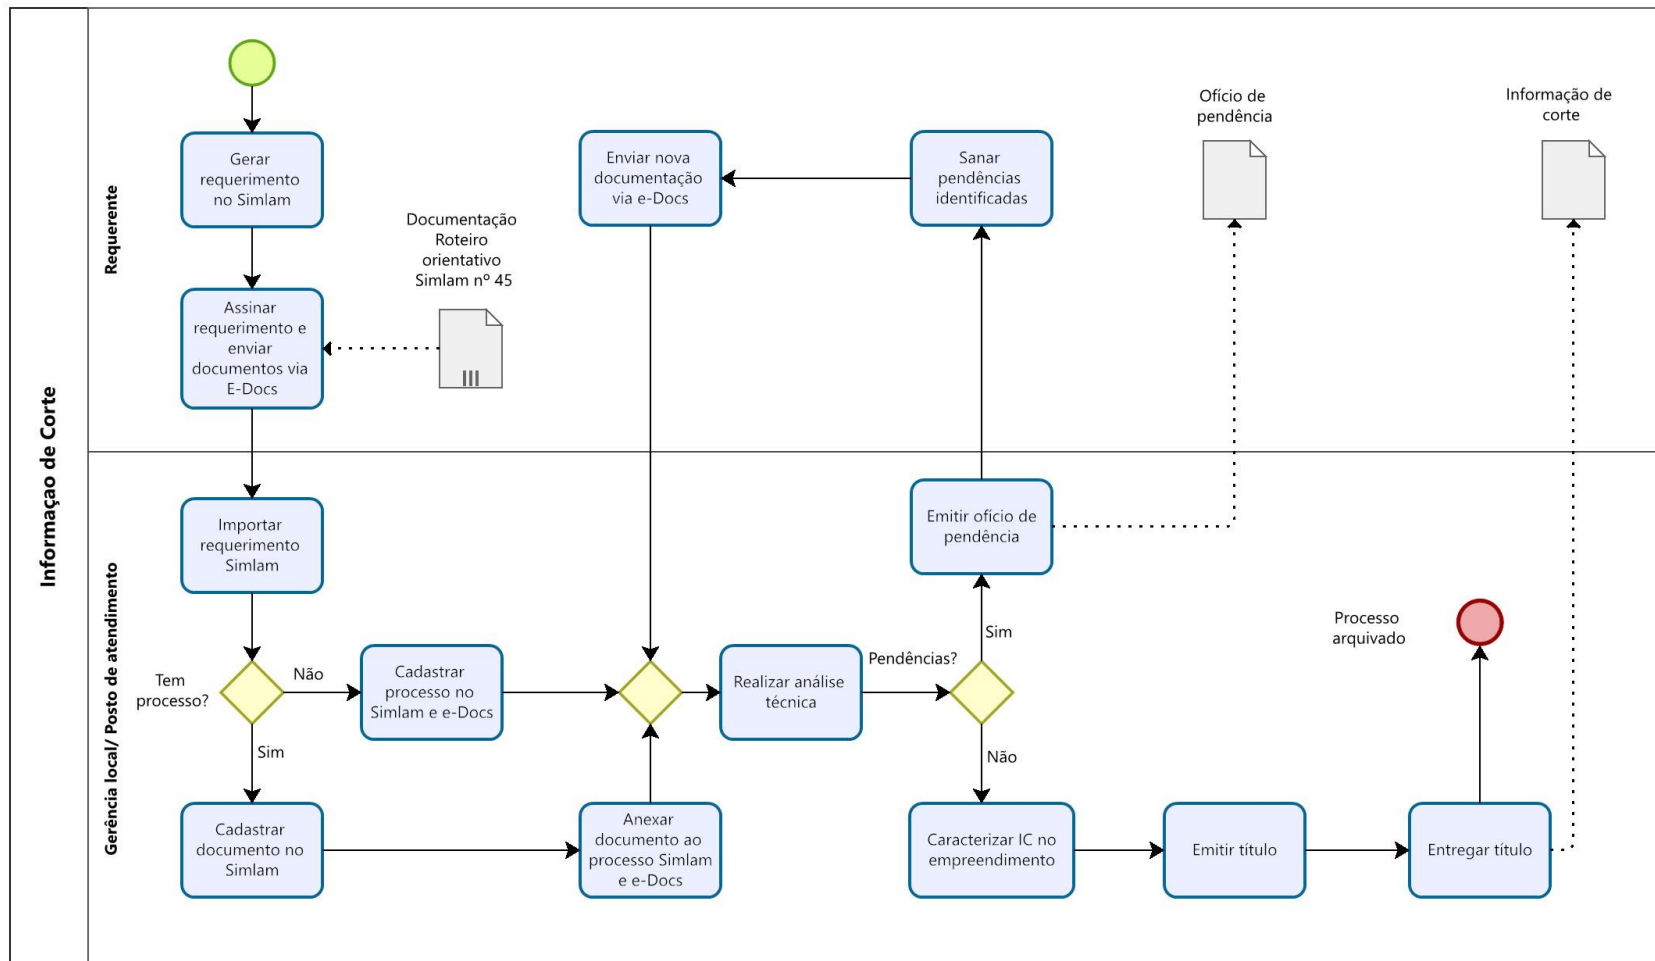 Informaçao de Corte
Requerente
Gerência local/ Posto de atendimento
Gerar
requerimento
no Simlam
Assinar
requerimento e
enviar
documentos via
E-Docs
Documentação
Roteiro
orientativo
Simlam nº 45
Enviar nova
documentação
via e-Docs
Sanar
pendências
identificadas
Ofício de
pendência
Informação de
corte
Importar
requerimento
Simlam
Tem
processo?
Não
Sim
Cadastrar
processo no
Simlam e e-Docs
Cadastrar
documento no
Simlam
Anexar
documento ao
processo Simlam
e e-Docs
Realizar análise
técnica
Pendências?
Sim
Não
Emitir ofício de
pendência
Caracterizar IC no
empreendimento
Emitir título
Entregar título
Processo
arquivado